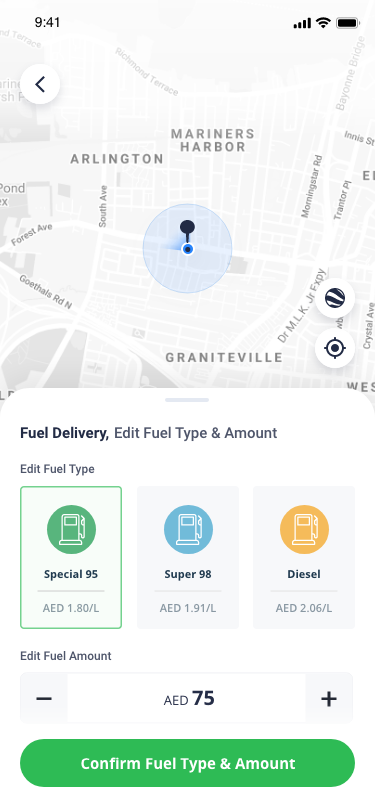 9:41
Terrace
Richmond Terrace
Bayonne Bridge
MARINERS
HARBOR
Innis St
ARLINGTON
Morningstar Rd
Trantor Pl
Pond
South Ave
Forest Ave
Goethals Rd N
Dr M.L.K. Jr Fxpy
Crystal Ave
GRANITEVILLE
Fuel Delivery, Edit Fuel Type & Amount
Edit Fuel Type
Special 95
AED 1.80/L
Super 98
AED 1.91/L
Diesel
AED 2.06/L
Edit Fuel Amount
− AED 75 +
Confirm Fuel Type & Amount